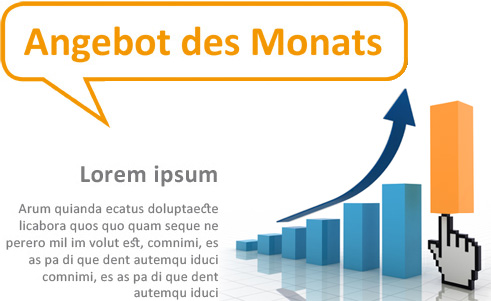 Angebot des Monats
Lorem ipsum
Arum quianda ecatus doluptaecte
licabora quos quo quam seque ne
perero mil im volut est, comnimi, es
as pa di que dent autemqu iduci
comnimi, es as pa di que dent
autemqu iduci